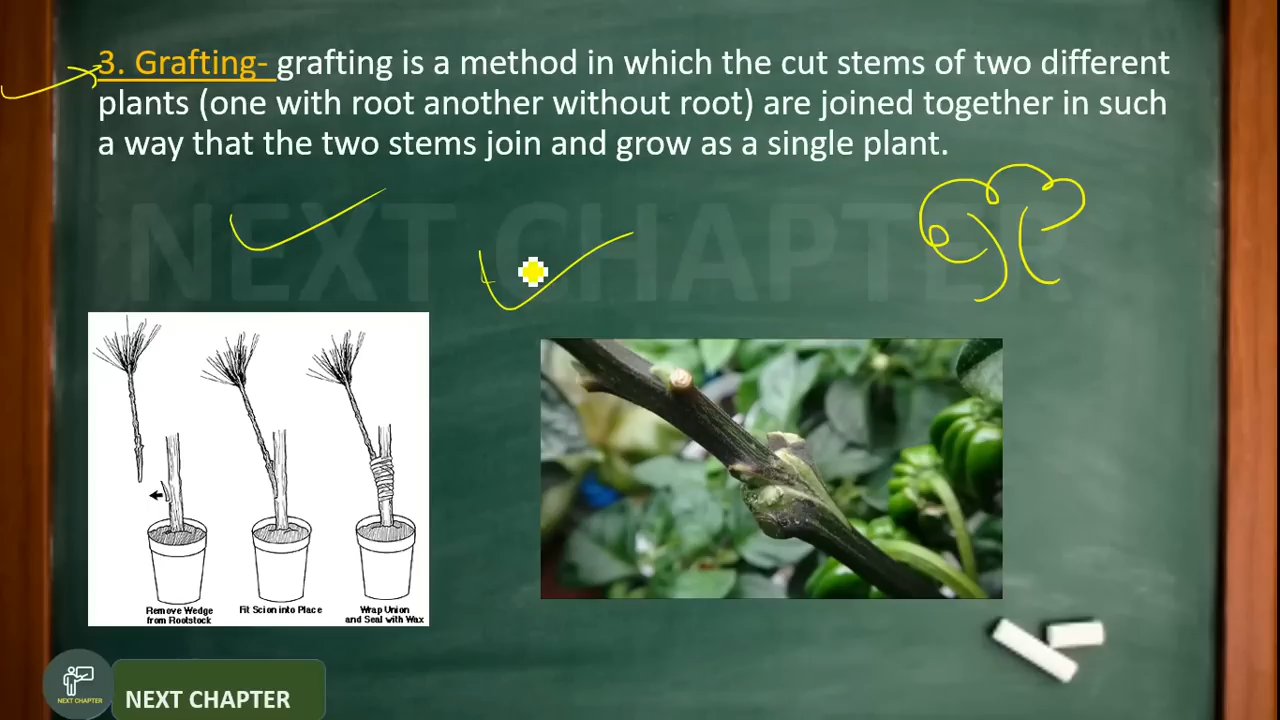 3. Grafting- grafting is a method in which the cut stems of two different
plants (one with root another without root) are joined together in such
a way that the two stems join and grow as a single plant.
NEXT CHAPTER
Remove Wedge
from Rootstock
Fit Scion into Place
Wrap Union
and Seal with Wax
NEXT CHAPTER
NEXT CHAPTER